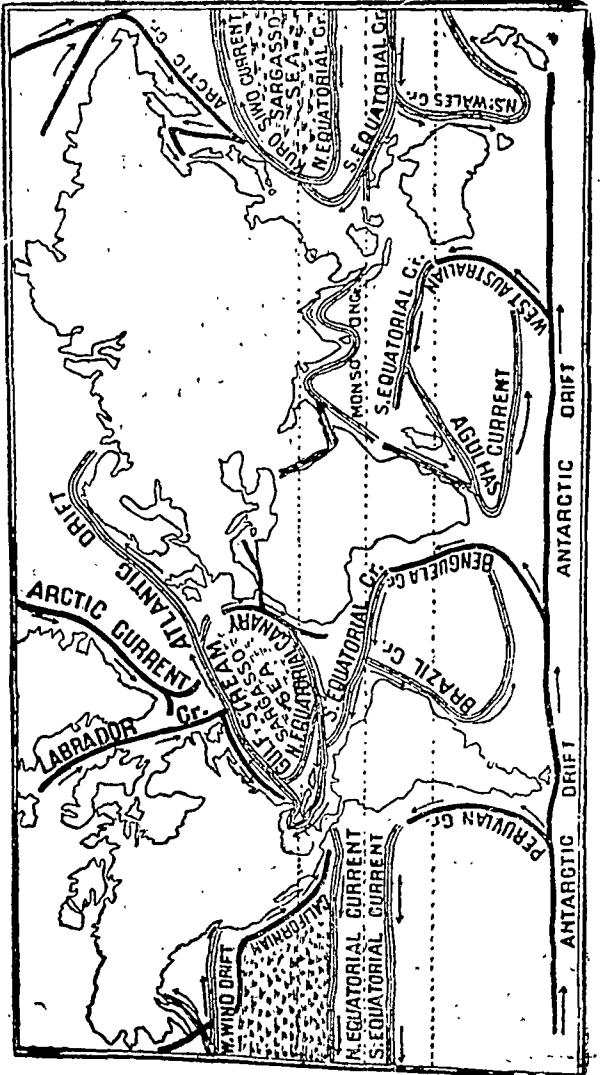 ARCTIC Cr.
KURO SIWO CURRENT
SARGASSO
SEA
N. EQUATORIAL Cr.
S. EQUATORIAL Cr.
N.S. WALES Cr.
S. EQUATORIAL Cr.
WEST AUSTRALIAN
AGULHAS
CURRENT
ANTARCTIC DRIFT
ATLANTIC DRIFT
ARCTIC CURRENT
LABRADOR Cr.
GULF STREAM
SARGASSO
SEA
N. EQUATORIAL
CANARY
S. EQUATORIAL Cr.
BENGUELA Cr.
BRAZIL Cr.
PERUVIAN Cr.
ANTARCTIC DRIFT
W. WIND DRIFT
CALIFORNIAN
N. EQUATORIAL CURRENT
S. EQUATORIAL CURRENT